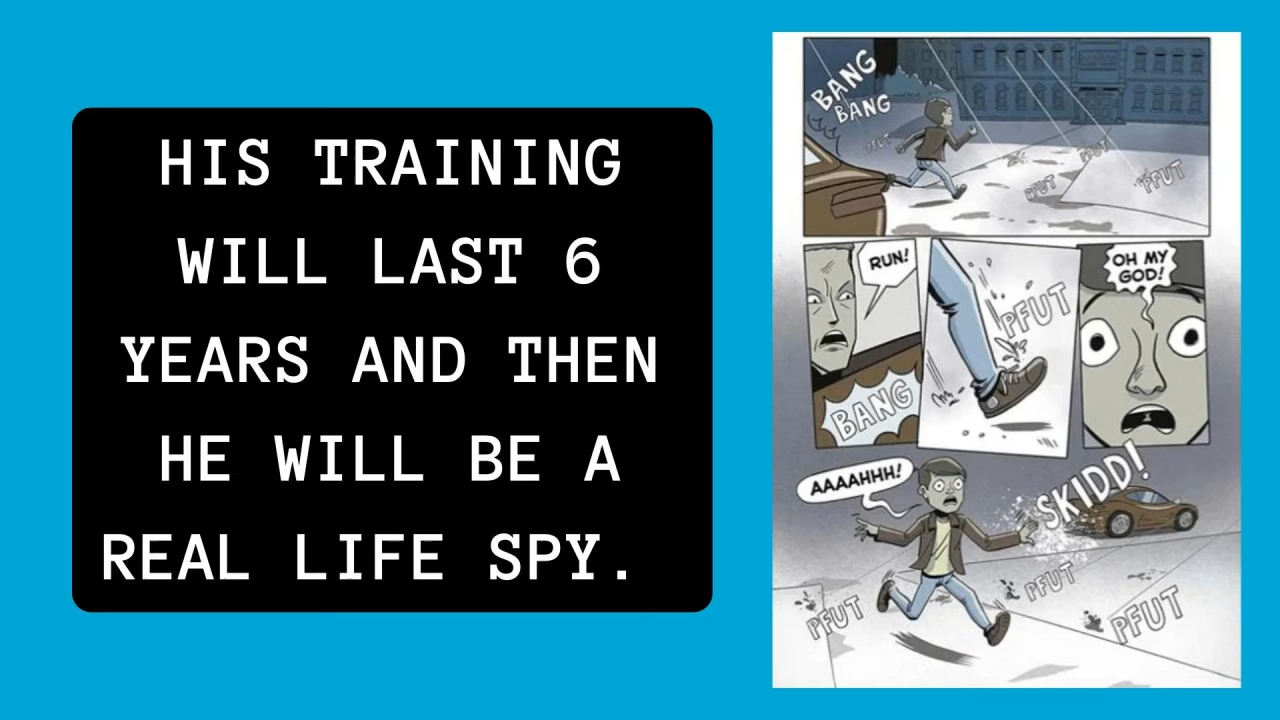 HIS TRAINING
WILL LAST 6
YEARS AND THEN
HE WILL BE A
REAL LIFE SPY.
BANG
BANG
PFUT
PFUT
PFUT
PFUT
RUN!
BANG
PFUT
OH MY
GOD!
AAAAHHH!
SKIDD!
PFUT
PFUT
PFUT